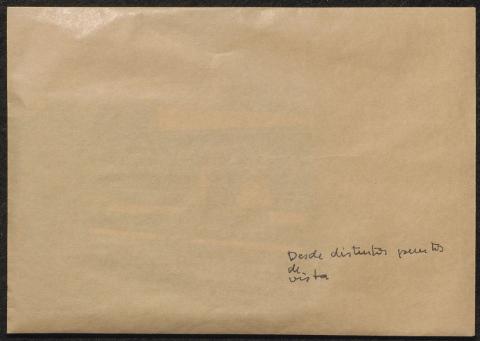 Desde distintos puntos
de
vista